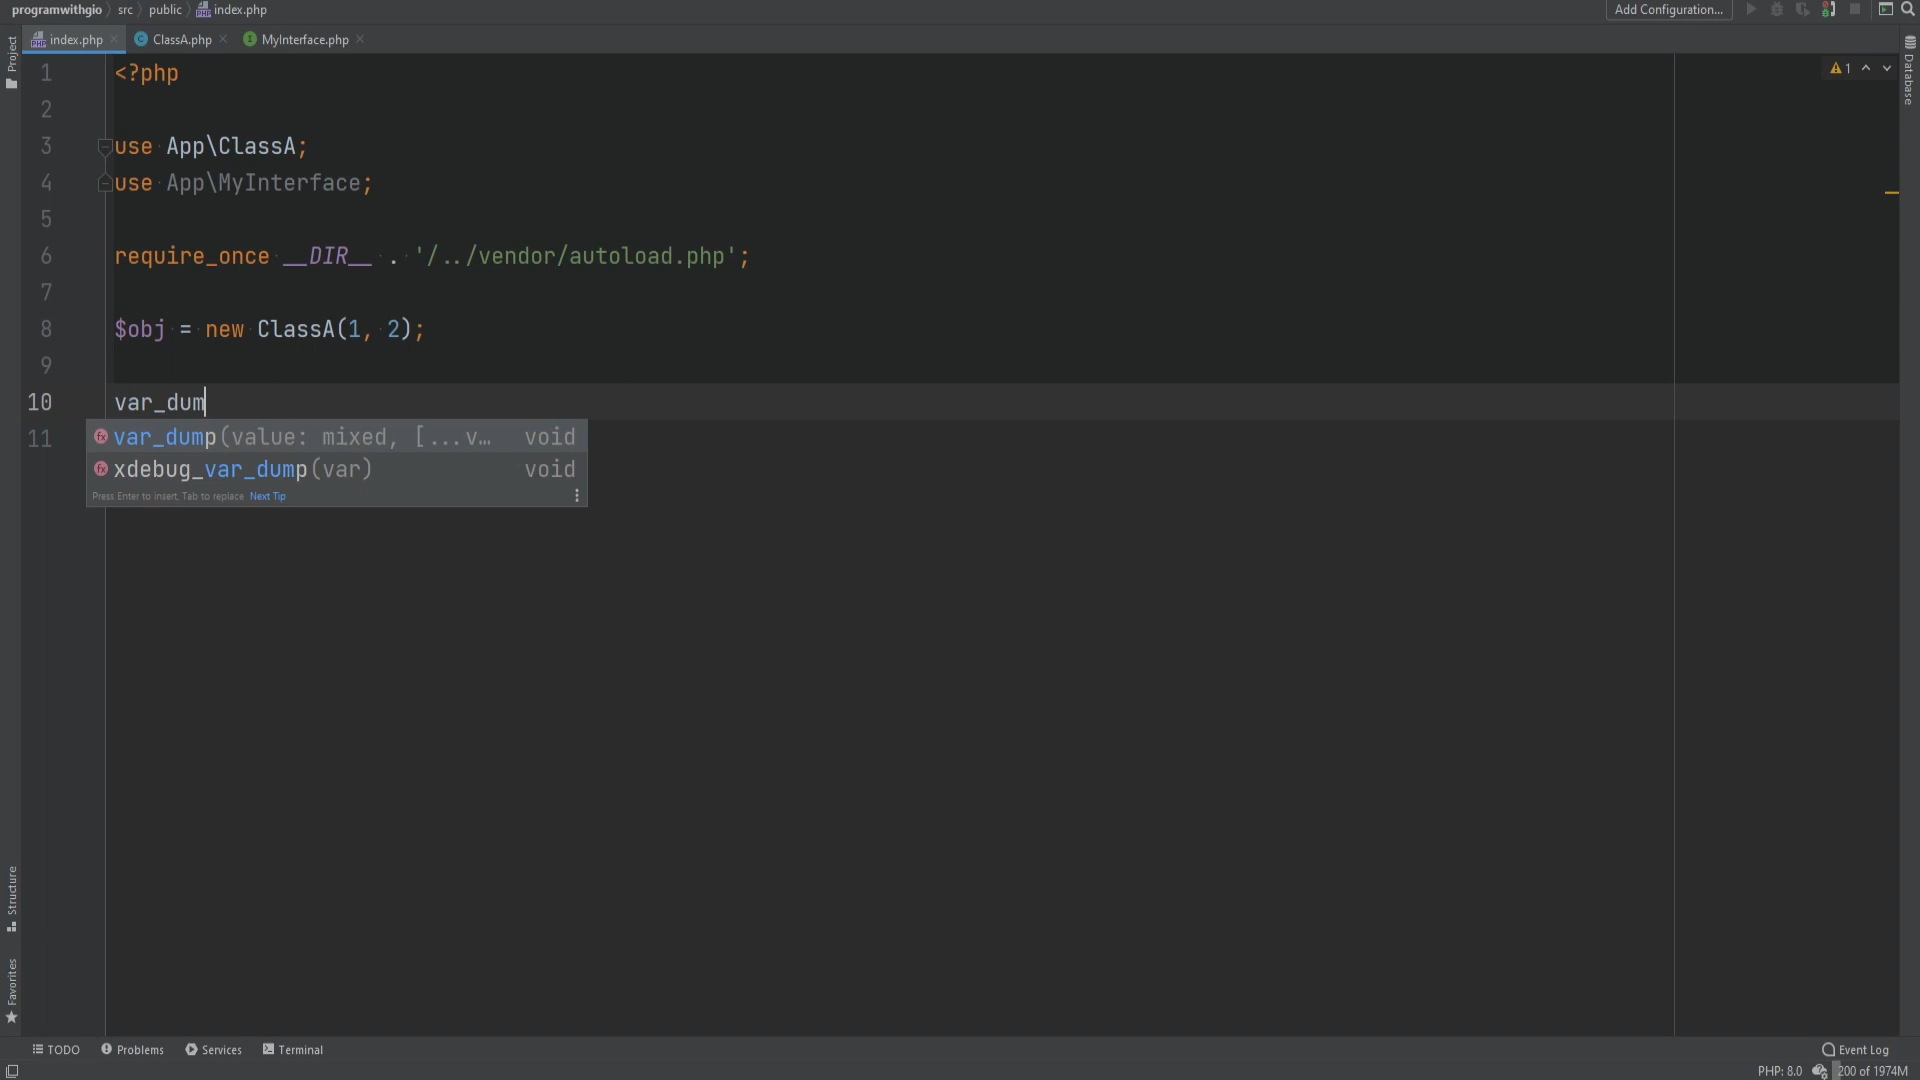 programwithgio src public index.php Add Configuration...
index.php ClassA.php MyInterface.php
Project
Database
1
1 <?php
2
3 use App\ClassA;
4 use App\MyInterface;
5
6 require_once __DIR__ . '/../vendor/autoload.php';
7
8 $obj = new ClassA(1, 2);
9
10 var_dum
11
var_dump(value: mixed, [...v... void
xdebug_var_dump(var) void
Press Enter to insert, Tab to replace Next Tip
Structure
Favorites
TODO Problems Services Terminal Event Log
PHP: 8.0 200 of 1974M